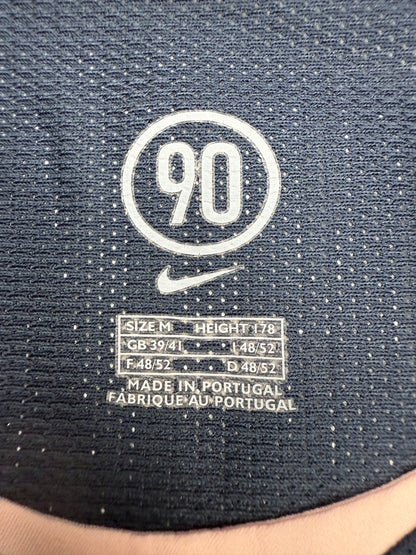 90
SIZE M HEIGHT 178
GB 39/41 I 48/52
F 48/52 D 48/52
MADE IN PORTUGAL
FABRIQUE AU PORTUGAL